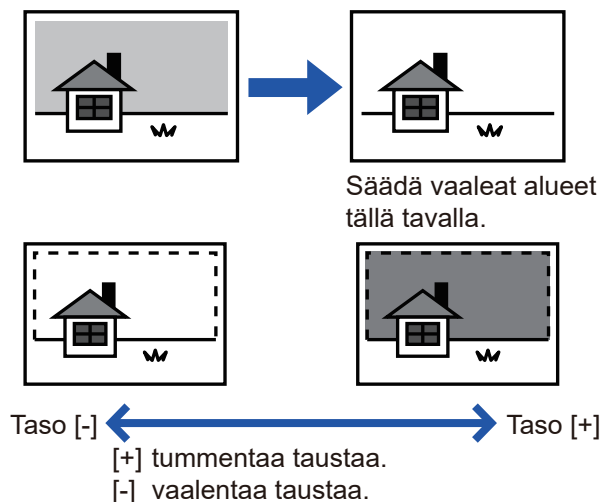 Säädä vaaleat alueet
tällä tavalla.
Taso [-]
Taso [+]
[+] tummentaa taustaa.
[-] vaalentaa taustaa.